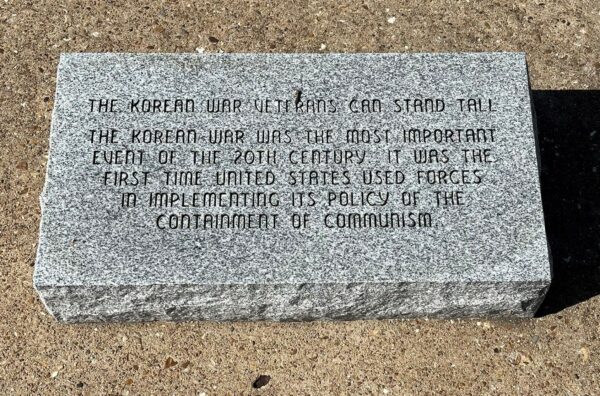 THE KOREAN WAR VETERANS CAN STAND TALL
THE KOREAN WAR WAS THE MOST IMPORTANT
EVENT OF THE 20TH CENTURY. IT WAS THE
FIRST TIME UNITED STATES USED FORCES
IN IMPLEMENTING ITS POLICY OF THE
CONTAINMENT OF COMMUNISM.